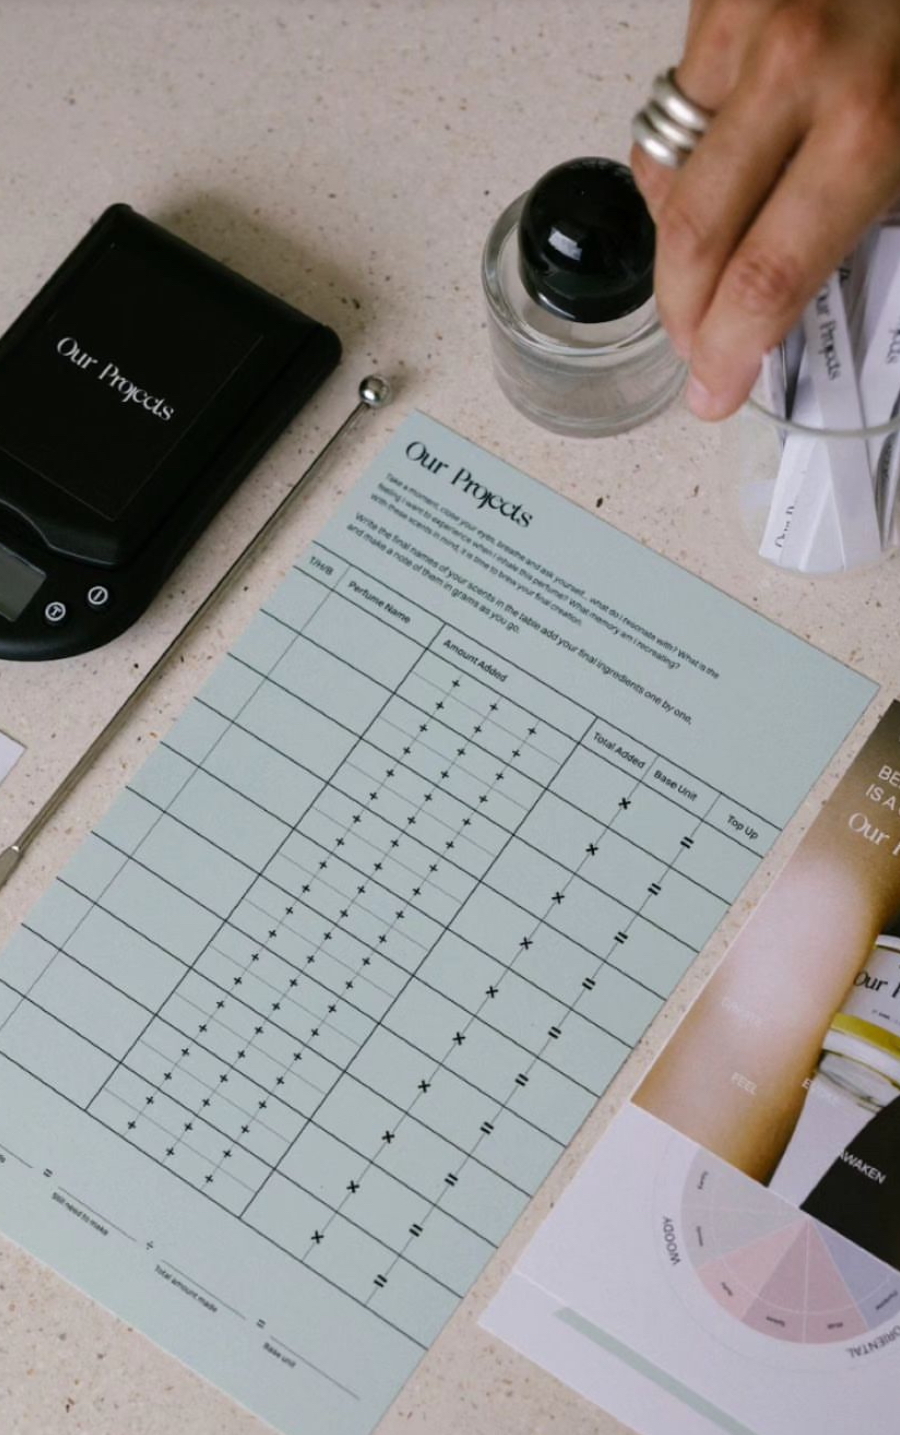 Our Projects
Our Projects
Take a moment, close your eyes, breathe and ask yourself... what do I resonate with? What is the
feeling I want to experience when I inhale this perfume? What memory am I recreating?
With these scents in mind, it is time to brew your final creation.
Write the final names of your scents in the table add your final ingredients one by one,
and make a note of them in grams as you go.
T/H/B Perfume Name Amount Added Total Added Base Unit Top Up
=
Still need to make
÷
Total amount made
=
Base unit
Our Projects
IS A
Our
Our
FEEL
AWAKEN
WOODY
ORIENTAL